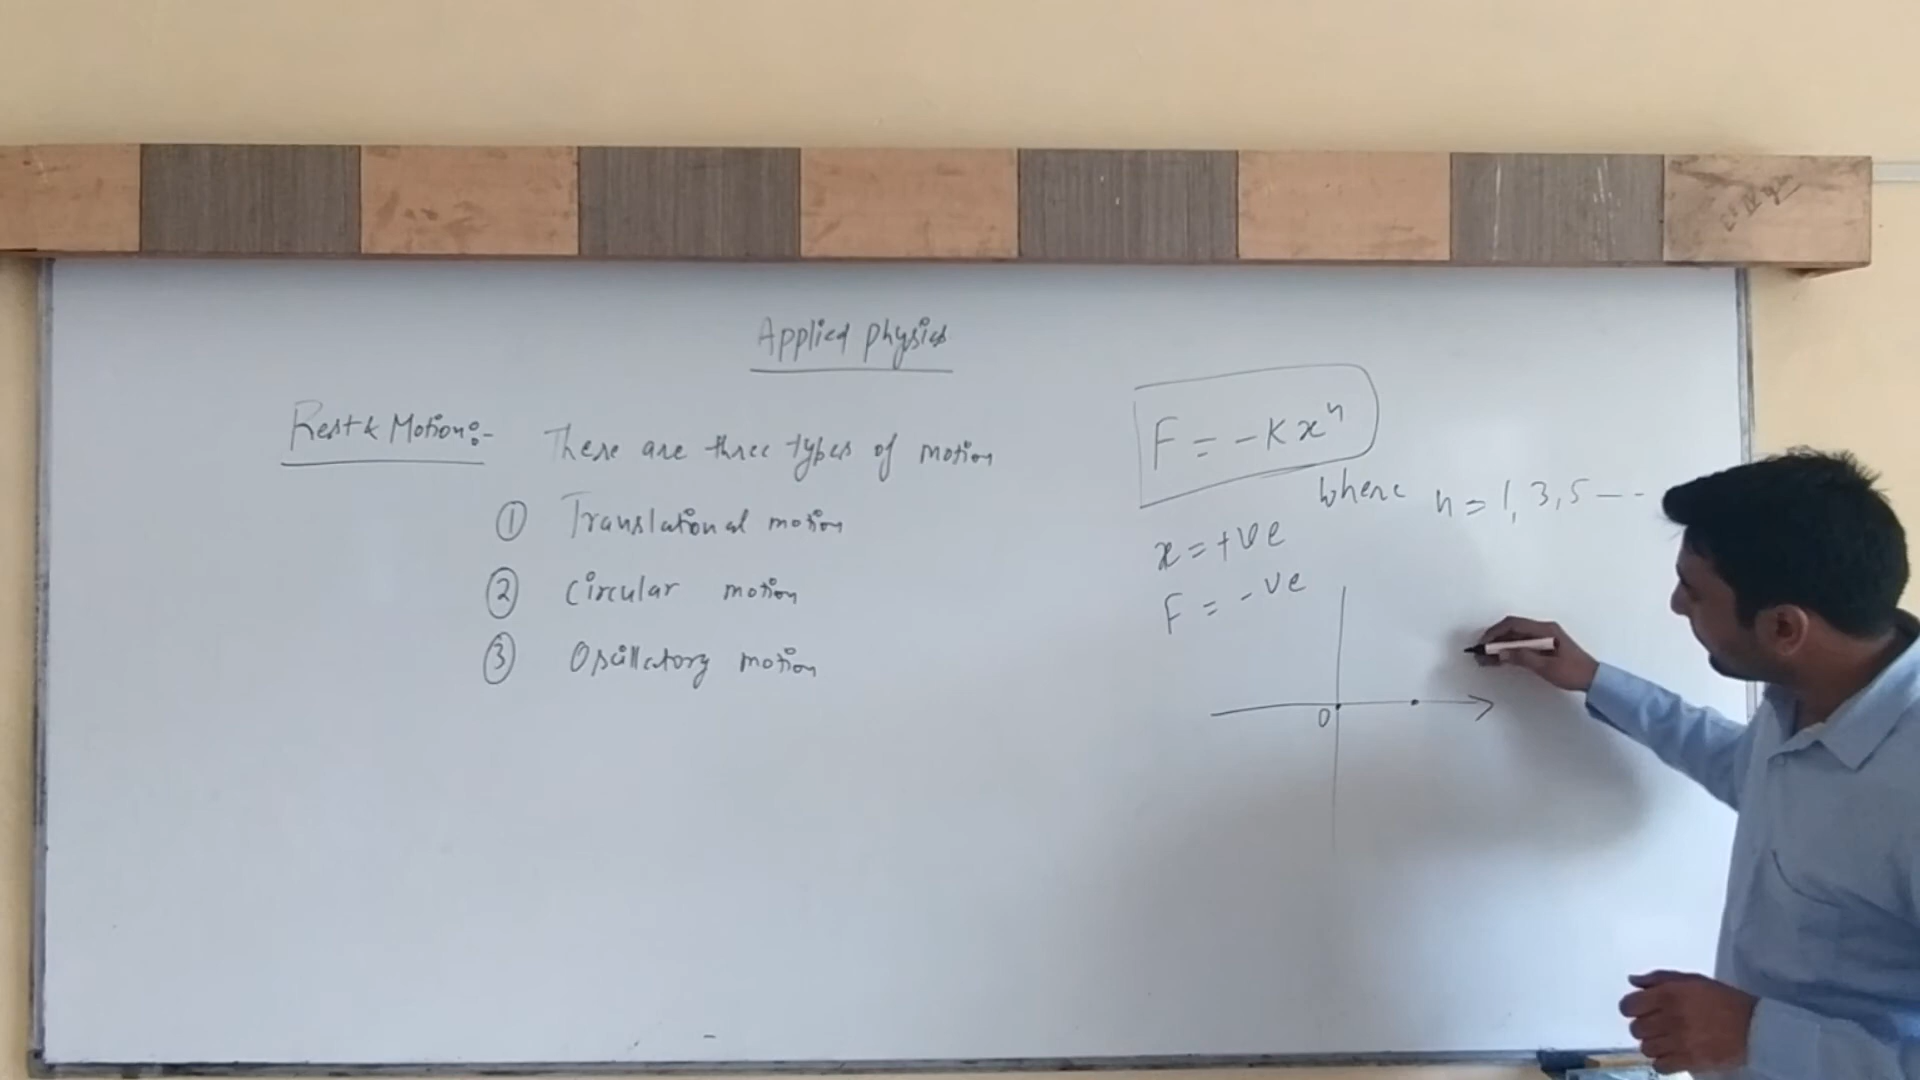 Applied Physics
Rest & Motion:-
There are three types of motion
① Translational motion
② Circular motion
③ Oscillatory motion
F = -Kxⁿ
where n = 1, 3, 5 - -
x = +ve
F = -ve
O